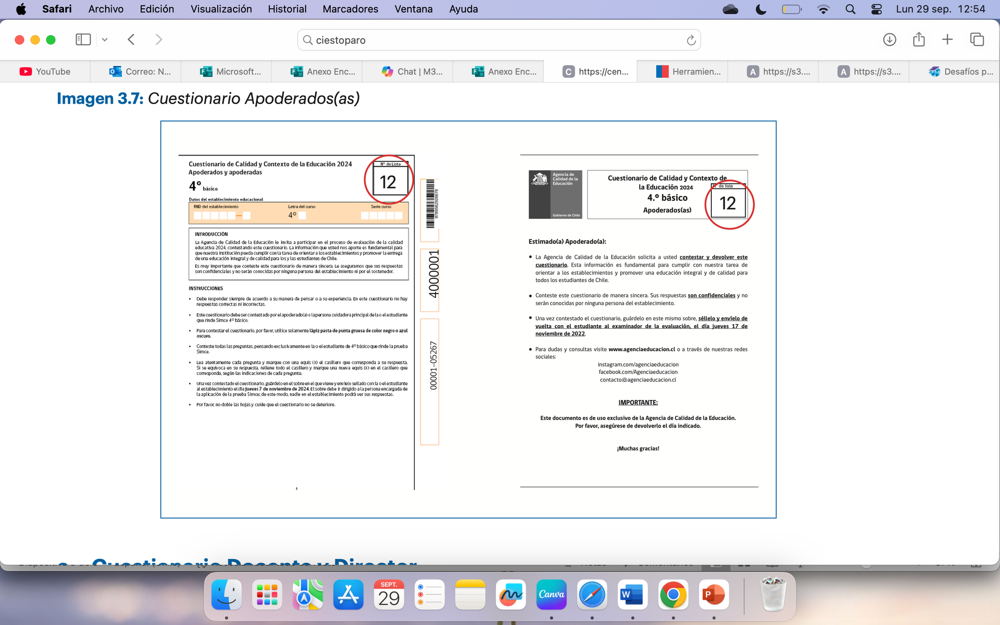 Safari Archivo Edición Visualización Historial Marcadores Ventana Ayuda Lun 29 sep. 12:54
ciestoparo
YouTube Correo: N... Microsoft... Anexo Enc... Chat | M3... Anexo Enc... https://cen... Herramien... https://s3.... https://s3.... Desafíos p...
Imagen 3.7: Cuestionario Apoderados(as)
Cuestionario de Calidad y Contexto de la Educación 2024
Apoderados y apoderadas
4º básico
Nº de Lista
12
Datos del establecimiento educacional
RBD del establecimiento Letra del curso Serie curso
4º
INTRODUCCIÓN
La Agencia de Calidad de la Educación le invita a participar en el proceso de evaluación de la calidad
educativa 2024, contestando este cuestionario. La información que usted nos aporte es fundamental para
que nuestra institución pueda cumplir con la tarea de orientar a los establecimientos y promover la entrega
de una educación integral y de calidad para los y las estudiantes de Chile.
Es muy importante que conteste este cuestionario de manera sincera. Le aseguramos que sus respuestas
son confidenciales y no serán conocidas por ninguna persona del establecimiento ni por el sostenedor.
INSTRUCCIONES
• Debe responder siempre de acuerdo a su manera de pensar o a su experiencia. En este cuestionario no hay
respuestas correctas ni incorrectas.
• Este cuestionario debe ser contestado por el apoderado(a) o la persona cuidadora principal de la o el estudiante
que rinde Simce 4º básico.
• Para contestar el cuestionario, por favor, utilice solamente lápiz pasta de punta gruesa de color negro o azul
oscuro.
• Conteste todas las preguntas, pensando exclusivamente en la o el estudiante de 4º básico que rinde la prueba
Simce.
• Lea atentamente cada pregunta y marque con una equis (X) el casillero que corresponda a su respuesta.
Si se equivoca en su respuesta, rellene todo el casillero y marque una nueva equis (X) en el casillero que
corresponda, según las indicaciones de cada pregunta.
• Una vez contestado el cuestionario, guárdelo en el sobre en el que viene y envíelo sellado con la o el estudiante
al establecimiento el día jueves 7 de noviembre de 2024. El sobre debe ir dirigido a la persona encargada de
la aplicación de la prueba Simce; de este modo, nadie en el establecimiento podrá ver sus respuestas.
• Por favor, no doble las hojas y cuide que el cuestionario no se deteriore.
1
9789562926676
4000001
00001-05267
Agencia de
Calidad de la
Educación
Gobierno de Chile
Cuestionario de Calidad y Contexto de
la Educación 2024
4.º básico
Apoderados(as)
Nº de lista
12
Estimado(a) Apoderado(a):
• La Agencia de Calidad de la Educación solicita a usted contestar y devolver este
cuestionario. Esta información es fundamental para cumplir con nuestra tarea de
orientar a los establecimientos y promover una educación integral y de calidad para
todos los estudiantes de Chile.
• Conteste este cuestionario de manera sincera. Sus respuestas son confidenciales y no
serán conocidas por ninguna persona del establecimiento.
• Una vez contestado el cuestionario, guárdelo en este mismo sobre, séllelo y envíelo de
vuelta con el estudiante al examinador de la evaluación, el día jueves 17 de
noviembre de 2022.
• Para dudas y consultas visite www.agenciaeducacion.cl o a través de nuestras redes
sociales:
instagram.com/agenciaeducacion
facebook.com/Agenciaeducacion
contacto@agenciaeducacion.cl
IMPORTANTE:
Este documento es de uso exclusivo de la Agencia de Calidad de la Educación.
Por favor, asegúrese de devolverlo el día indicado.
¡Muchas gracias!
Cuestionario Docente y Director
SEPT.
29
Canva
W
P